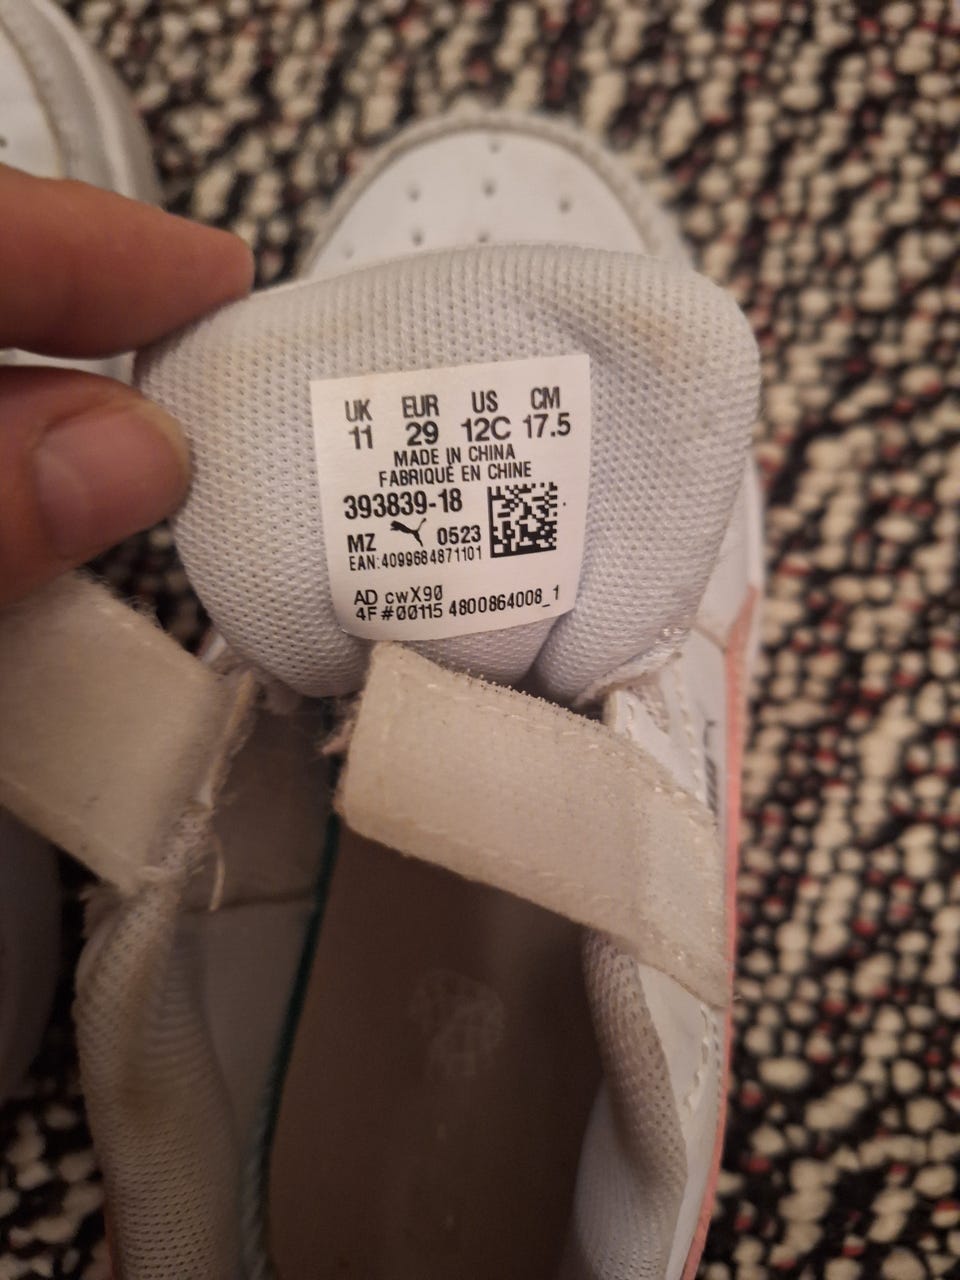 UK EUR US CM
11 29 12C 17.5
MADE IN CHINA
FABRIQUÉ EN CHINE
393839-18
MZ 0523
EAN:4099684871101
AD cwX90
4F#00115 4800864008_1